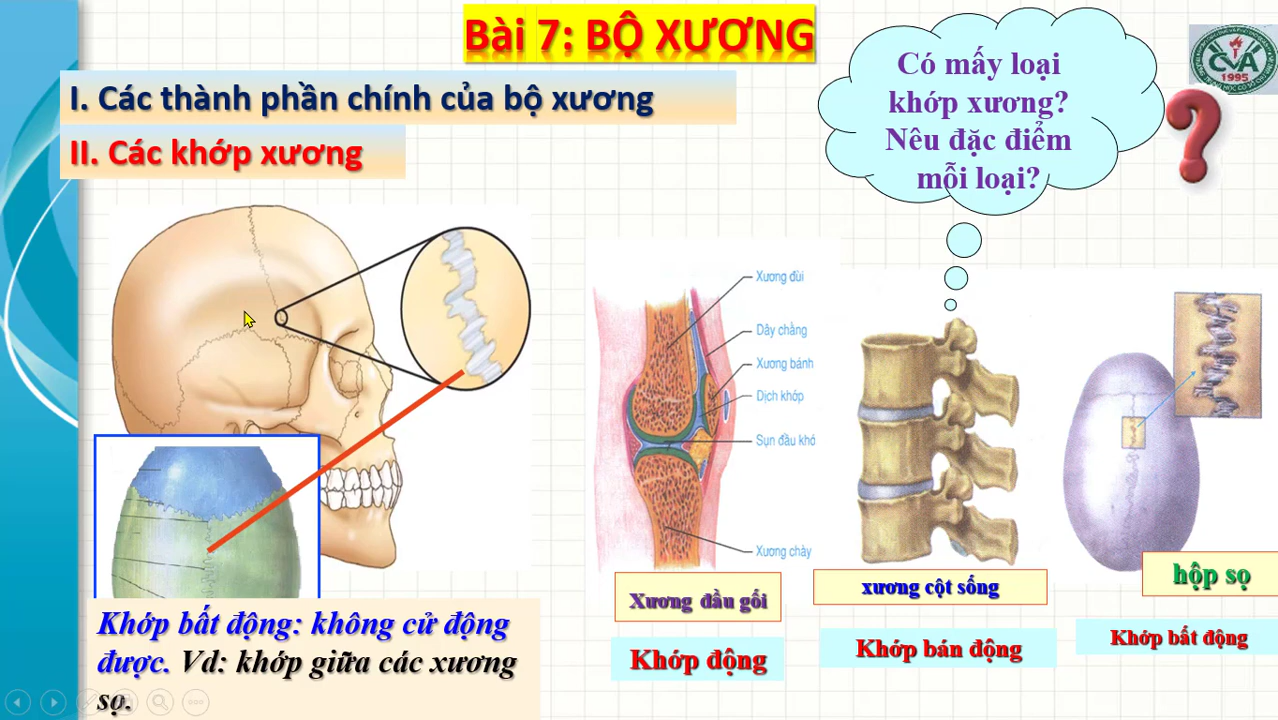 Bài 7: BỘ XƯƠNG
I. Các thành phần chính của bộ xương
II. Các khớp xương
Có mấy loại
khớp xương?
Nêu đặc điểm
mỗi loại?
CVA
1995
Xương đùi
Dây chằng
Xương bánh
Dịch khớp
Sụn đầu khớ
Xương chày
Xương đầu gối
Khớp động
xương cột sống
Khớp bán động
hộp sọ
Khớp bất động
Khớp bất động: không cử động
được. Vd: khớp giữa các xương
sọ.